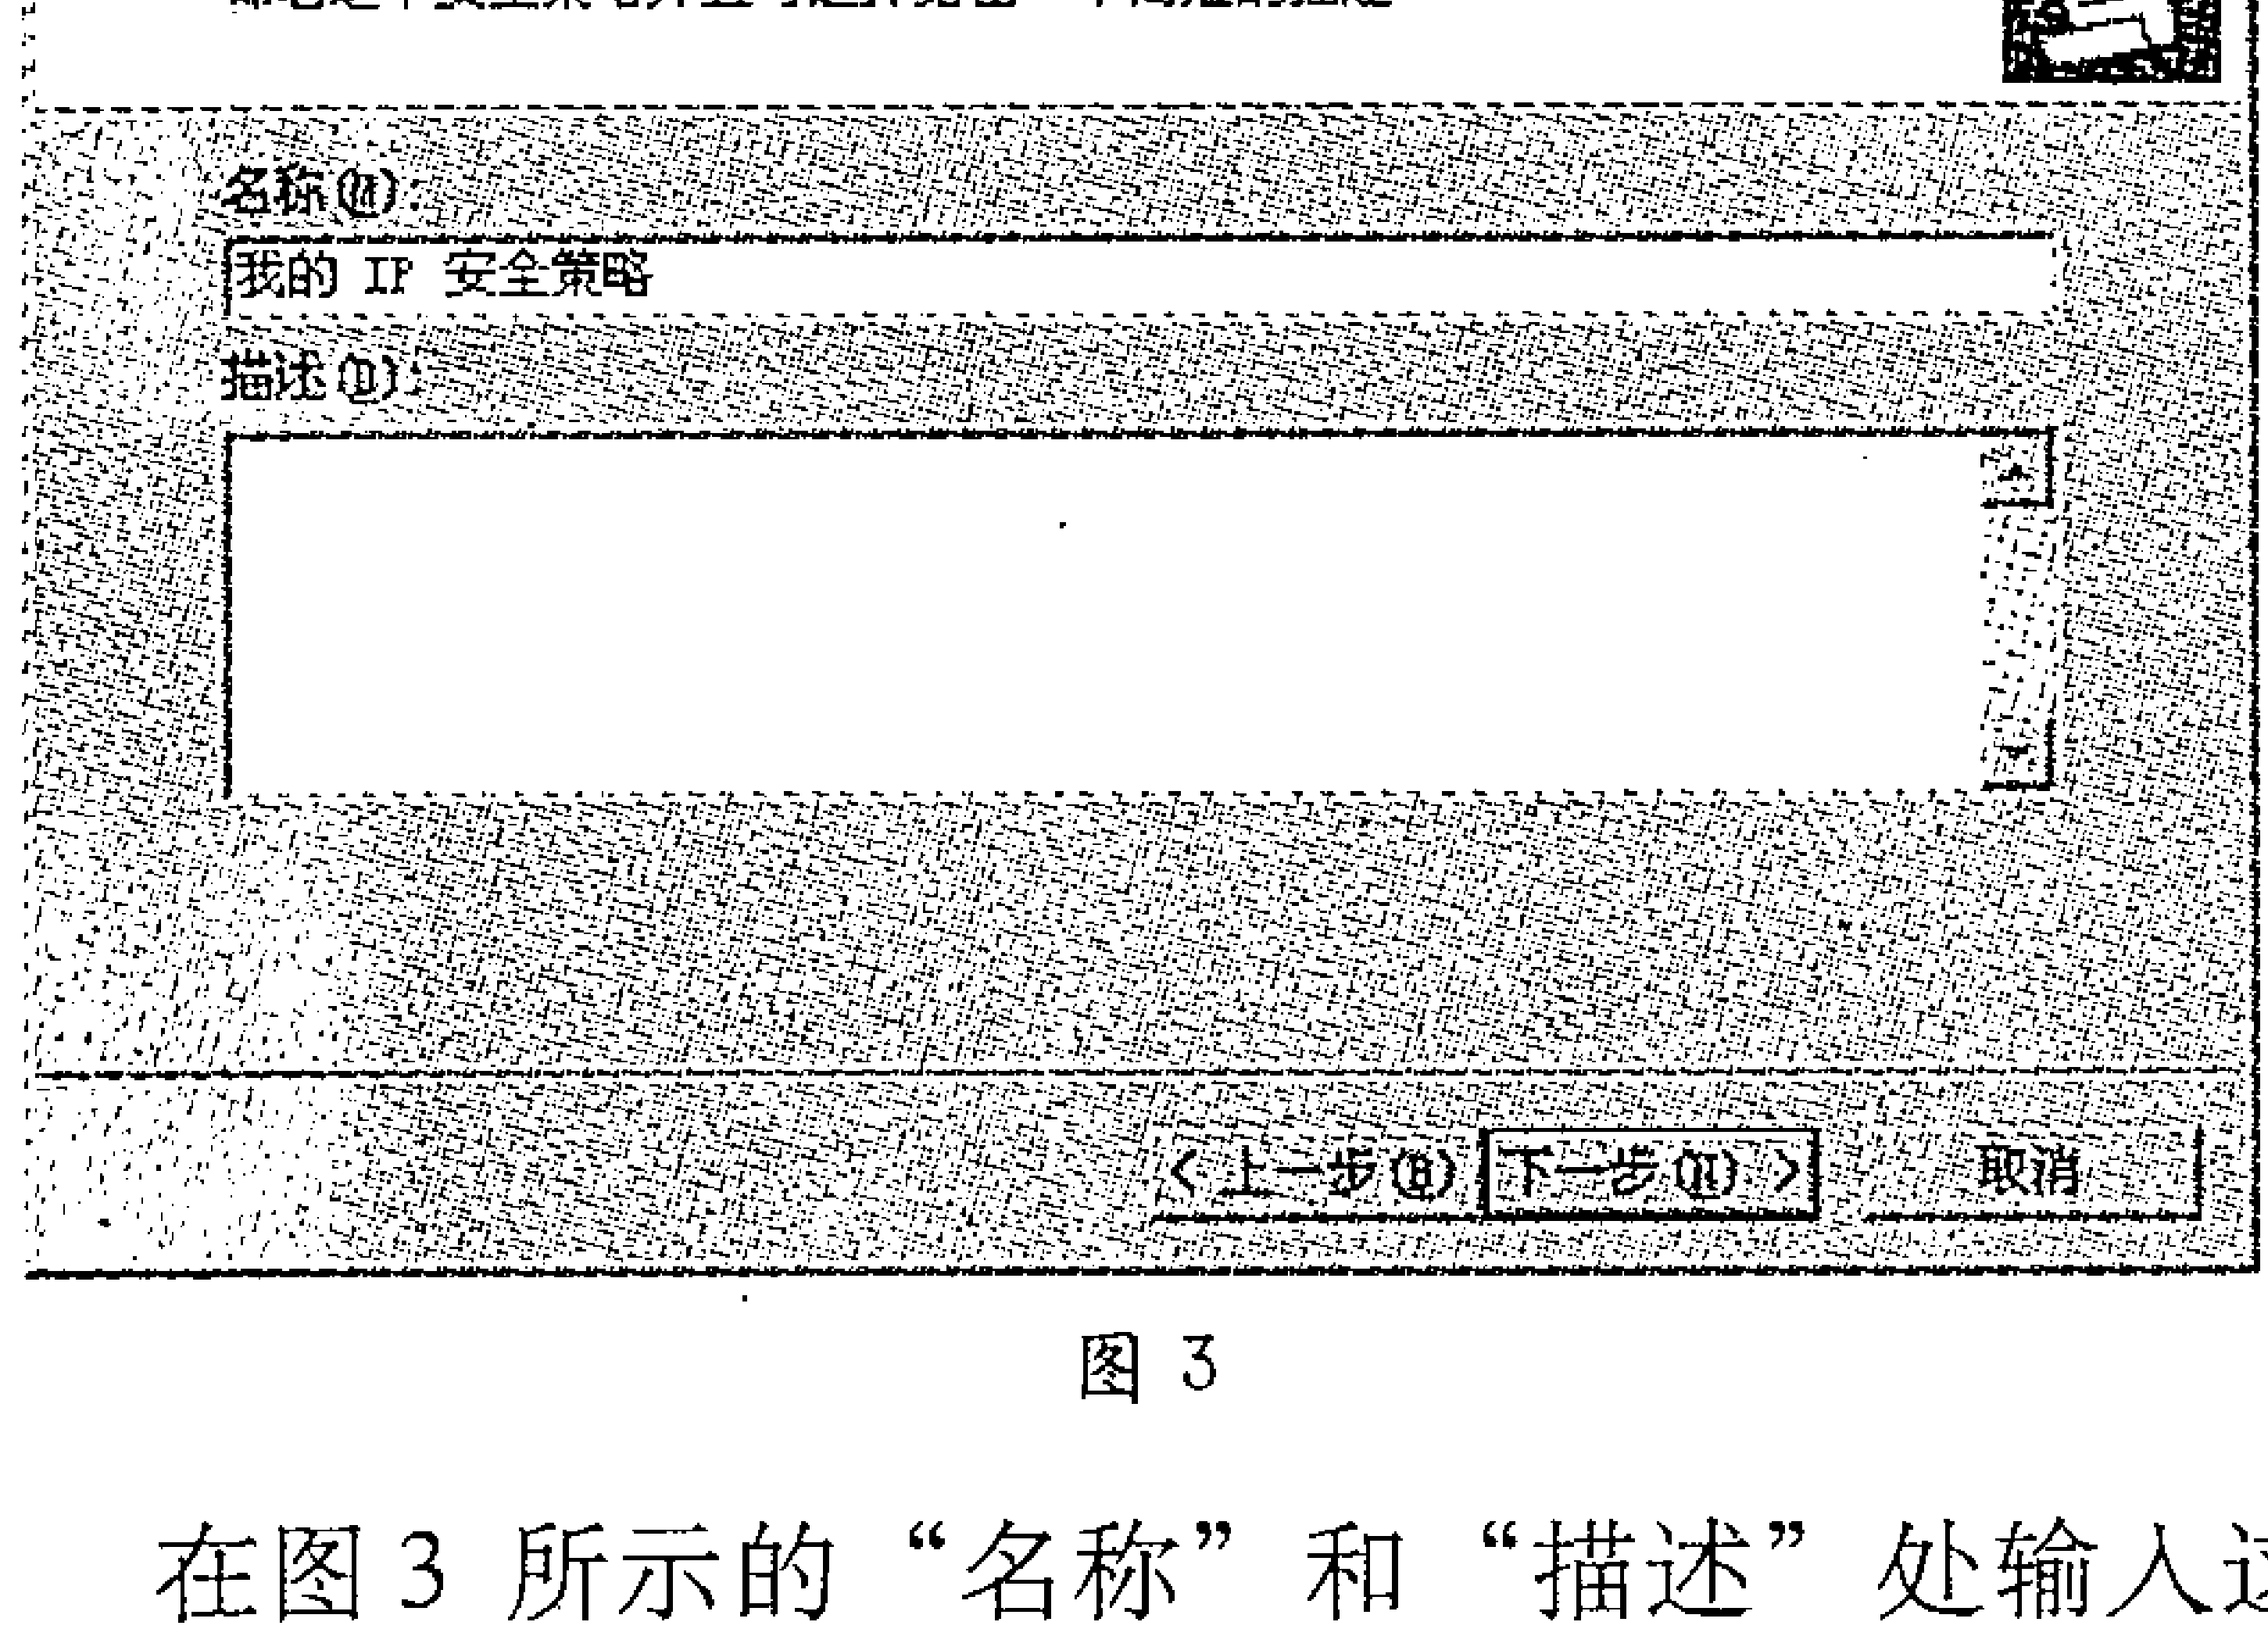 名称(N):
我的 IP 安全策略
描述(D):
< 上一步(B) 下一步(N) > 取消
图 3
在图3 所示的“名称”和“描述”处输入